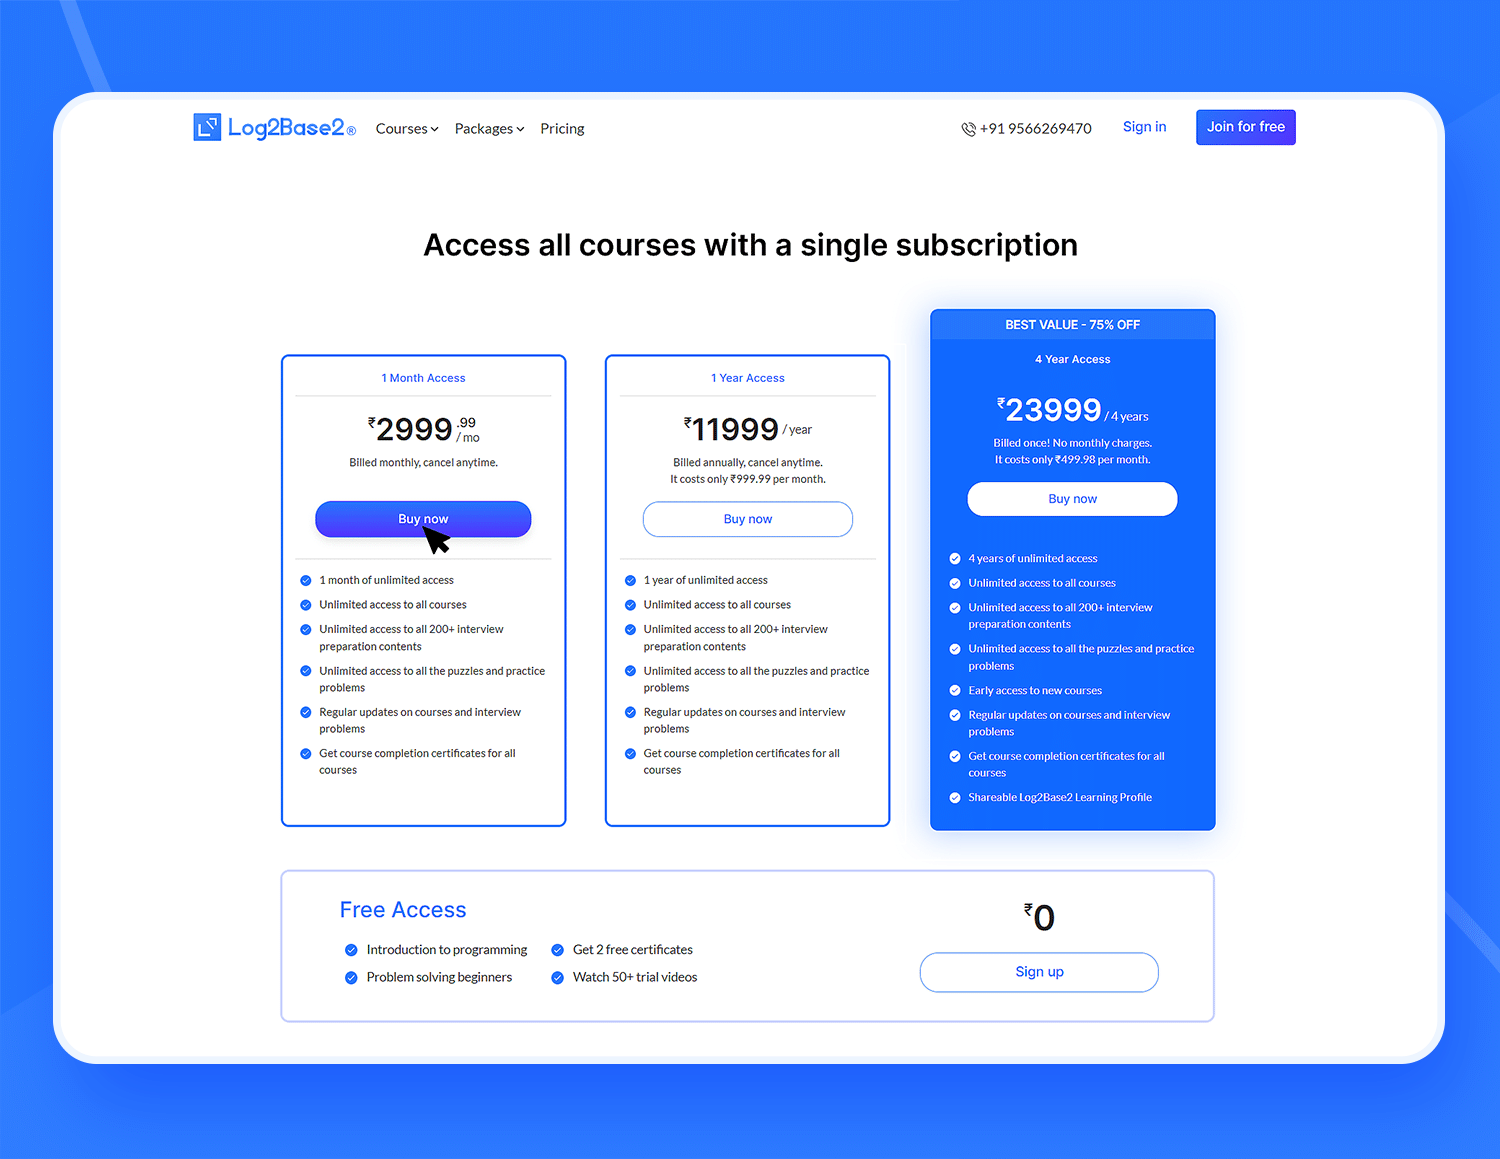 Log2Base2®
Courses
Packages
Pricing
+91 9566269470
Sign in
Join for free
Access all courses with a single subscription
1 Month Access
₹2999.99 / mo
Billed monthly, cancel anytime.
Buy now
1 month of unlimited access
Unlimited access to all courses
Unlimited access to all 200+ interview
preparation contents
Unlimited access to all the puzzles and practice
problems
Regular updates on courses and interview
problems
Get course completion certificates for all
courses
1 Year Access
₹11999 / year
Billed annually, cancel anytime.
It costs only ₹999.99 per month.
Buy now
1 year of unlimited access
Unlimited access to all courses
Unlimited access to all 200+ interview
preparation contents
Unlimited access to all the puzzles and practice
problems
Regular updates on courses and interview
problems
Get course completion certificates for all
courses
BEST VALUE - 75% OFF
4 Year Access
₹23999 / 4 years
Billed once! No monthly charges.
It costs only ₹499.98 per month.
Buy now
4 years of unlimited access
Unlimited access to all courses
Unlimited access to all 200+ interview
preparation contents
Unlimited access to all the puzzles and practice
problems
Early access to new courses
Regular updates on courses and interview
problems
Get course completion certificates for all
courses
Shareable Log2Base2 Learning Profile
Free Access
Introduction to programming
Get 2 free certificates
Problem solving beginners
Watch 50+ trial videos
₹0
Sign up